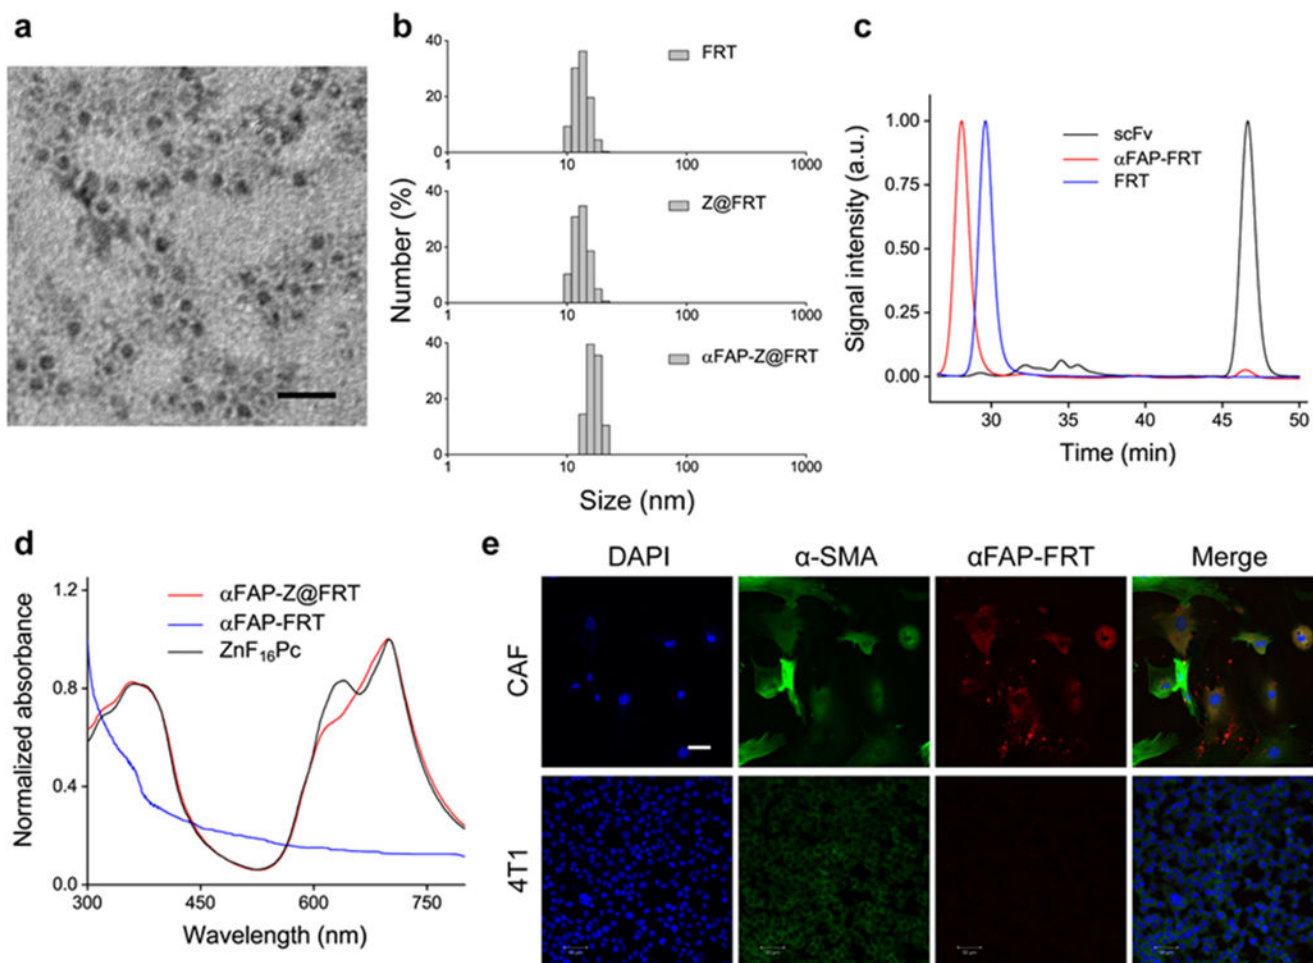 a
b
40
20
0
1
10
100
1000
FRT
40
20
0
1
10
100
1000
Z@FRT
40
20
0
1
10
100
1000
αFAP-Z@FRT
Number (%)
Size (nm)
c
1.00
0.75
0.50
0.25
0.00
30
35
40
45
50
scFv
αFAP-FRT
FRT
Signal intensity (a.u.)
Time (min)
d
1.2
0.8
0.4
0.0
300
450
600
750
αFAP-Z@FRT
αFAP-FRT
ZnF₁₆Pc
Normalized absorbance
Wavelength (nm)
e
DAPI
α-SMA
αFAP-FRT
Merge
CAF
4T1